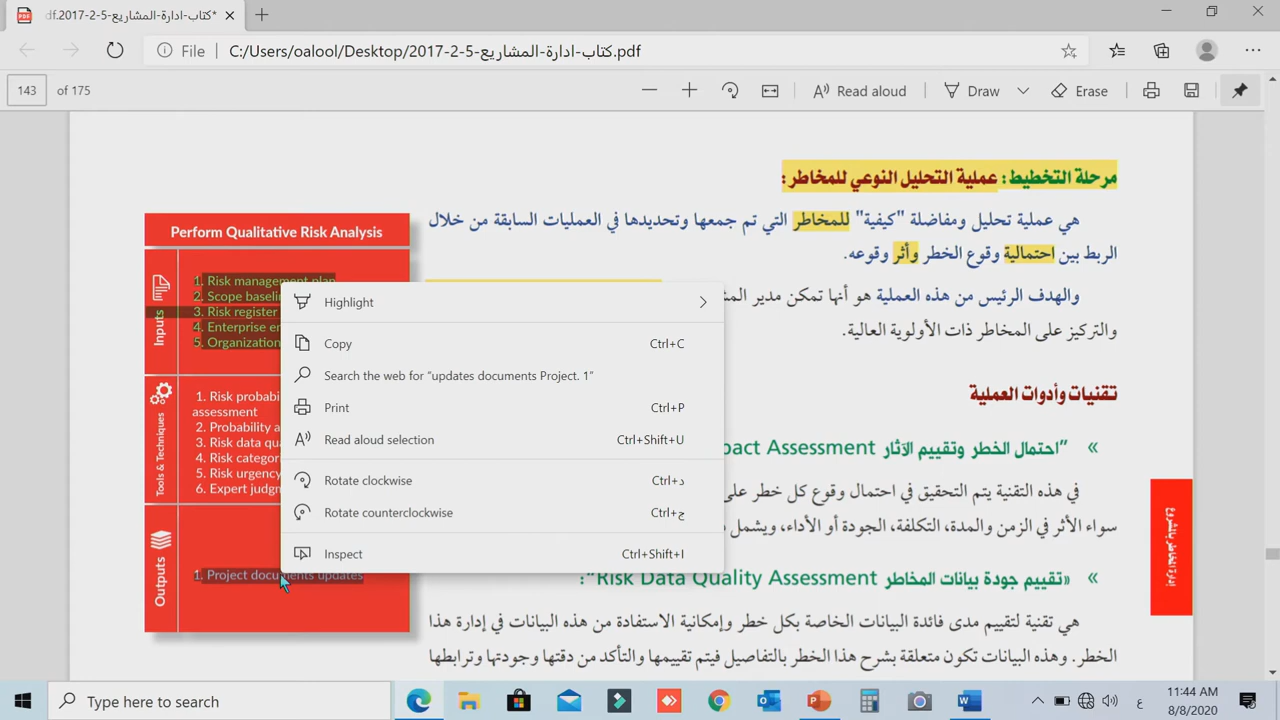 كتاب-ادارة-المشاريع-5-2-2017.df*
File C:/Users/oalool/Desktop/2017-2-5-كتاب-ادارة-المشاريع.pdf
143 of 175 Read aloud Draw Erase
مرحلة التخطيط: عملية التحليل النوعي للمخاطر:
هي عملية تحليل ومفاضلة "كيفية" للمخاطر التي تم جمعها وتحديدها في العمليات السابقة من خلال
الربط بين احتمالية وقوع الخطر وأثر وقوعه.
والهدف الرئيس من هذه العملية هو أنها تمكن مدير
والتركيز على المخاطر ذات الأولوية العالية.
تقنيات وأدوات العملية
» "احتمال الخطر وتقييم الآثار pact Assessment
في هذه التقنية يتم التحقيق في احتمال وقوع كل خطر على
سواء الأثر في الزمن والمدة، التكلفة، الجودة أو الأداء، ويشمل
» «تقييم جودة بيانات المخاطر Risk Data Quality Assessment":
هي تقنية لتقييم مدى فائدة البيانات الخاصة بكل خطر وإمكانية الاستفادة من هذه البيانات في إدارة هذا
الخطر. وهذه البيانات تكون متعلقة بشرح هذا الخطر بالتفاصيل فيتم تقييمها والتأكد من دقتها وجودتها وترابطها
إدارة المخاطر بالمشروع
Perform Qualitative Risk Analysis
Inputs
1. Risk management plan
2. Scope baselin
3. Risk register
4. Enterprise en
5. Organization
Tools & Techniques
1. Risk probab
assessment
2. Probability a
3. Risk data qua
4. Risk categor
5. Risk urgency
6. Expert judgm
Outputs
1. Project documents updates
Highlight
Copy Ctrl+C
Search the web for “updates documents Project. 1”
Print Ctrl+P
Read aloud selection Ctrl+Shift+U
Rotate clockwise Ctrl+د
Rotate counterclockwise Ctrl+ج
Inspect Ctrl+Shift+I
Type here to search
ع
11:44 AM
8/8/2020